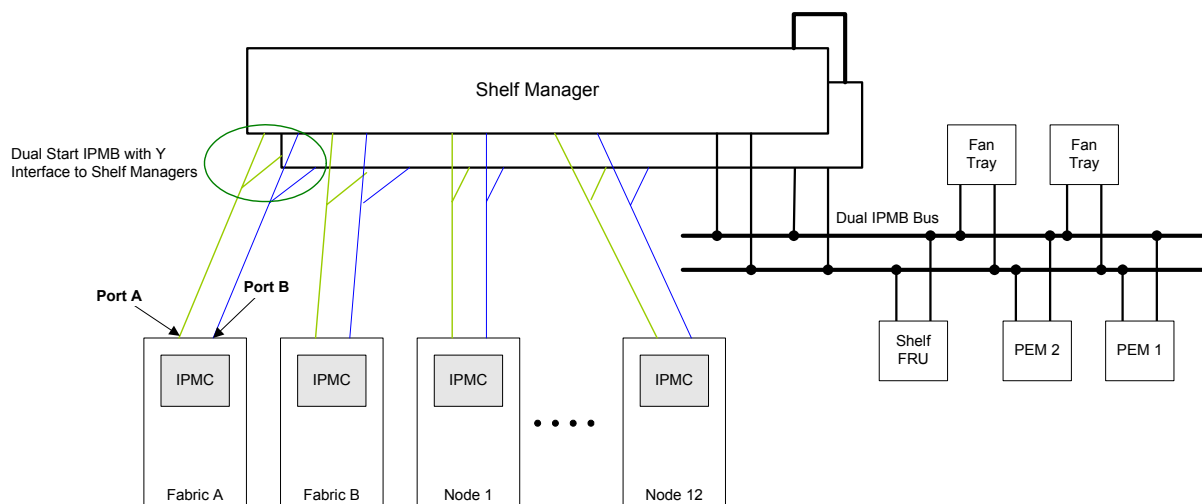 Shelf Manager
Dual Start IPMB with Y
Interface to Shelf Managers
Fan
Tray
Fan
Tray
Dual IPMB Bus
Port A
Port B
Shelf
FRU
PEM 2
PEM 1
IPMC
IPMC
IPMC
IPMC
Fabric A
Fabric B
Node 1
Node 12